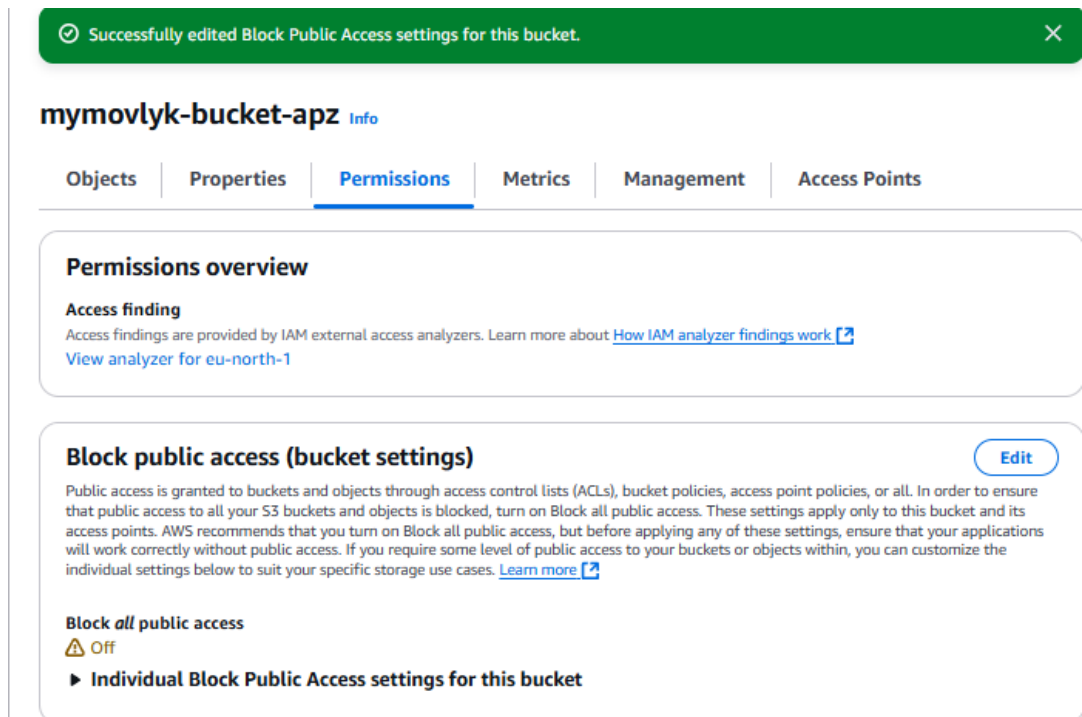 Successfully edited Block Public Access settings for this bucket.
mymovlyk-bucket-apz Info
Objects Properties Permissions Metrics Management Access Points
Permissions overview
Access finding
Access findings are provided by IAM external access analyzers. Learn more about How IAM analyzer findings work
View analyzer for eu-north-1
Block public access (bucket settings)
Edit
Public access is granted to buckets and objects through access control lists (ACLs), bucket policies, access point policies, or all. In order to ensure
that public access to all your S3 buckets and objects is blocked, turn on Block all public access. These settings apply only to this bucket and its
access points. AWS recommends that you turn on Block all public access, but before applying any of these settings, ensure that your applications
will work correctly without public access. If you require some level of public access to your buckets or objects within, you can customize the
individual settings below to suit your specific storage use cases. Learn more
Block all public access
Off
Individual Block Public Access settings for this bucket